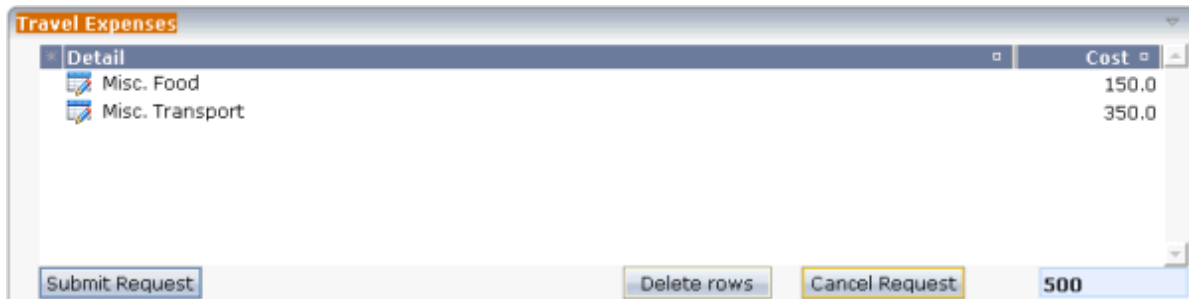 Travel Expenses
Detail Cost
Misc. Food 150.0
Misc. Transport 350.0
Submit Request Delete rows Cancel Request 500